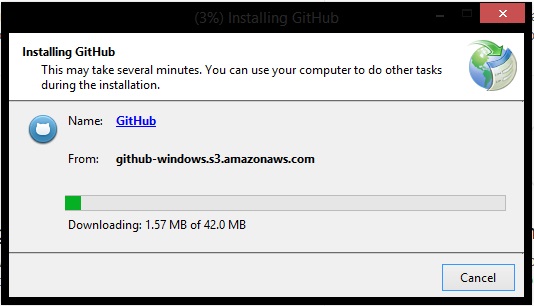 (3%) Installing GitHub
Installing GitHub
This may take several minutes. You can use your computer to do other tasks
during the installation.
Name: GitHub
From: github-windows.s3.amazonaws.com
Downloading: 1.57 MB of 42.0 MB
Cancel